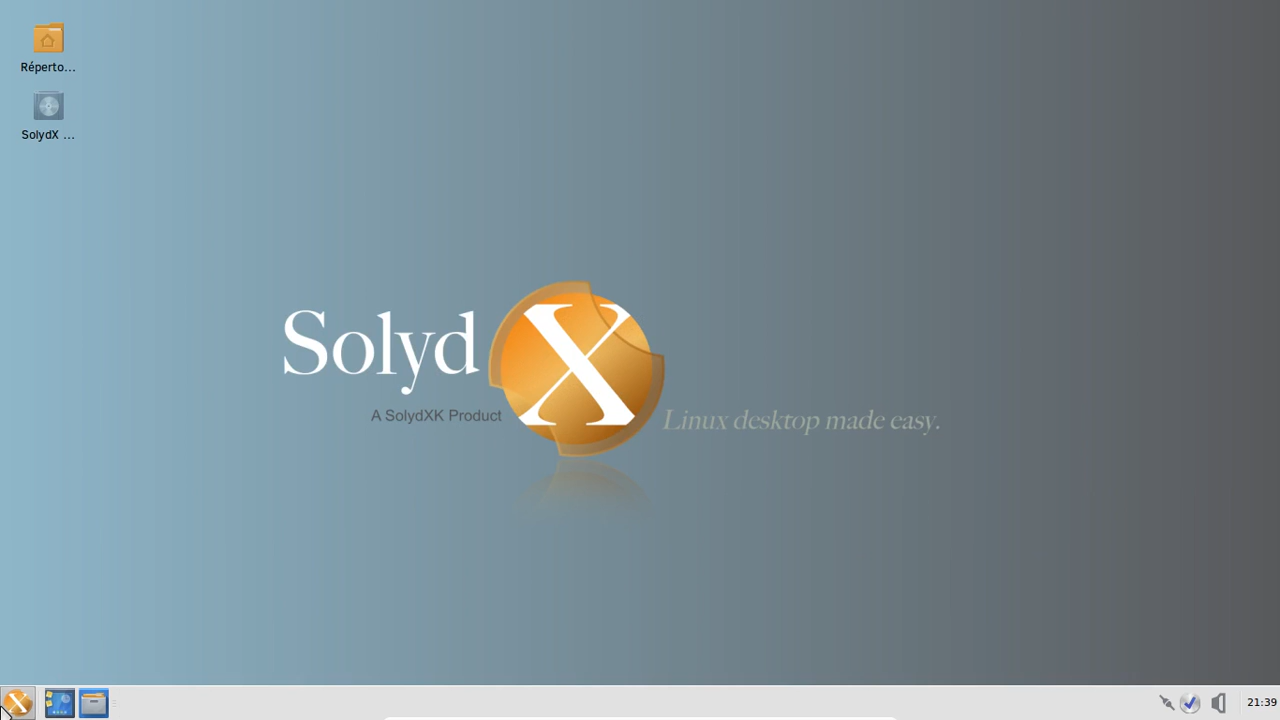 Réperto...
SolydX ...
Solyd X
A SolydXK Product
Linux desktop made easy.
21:39